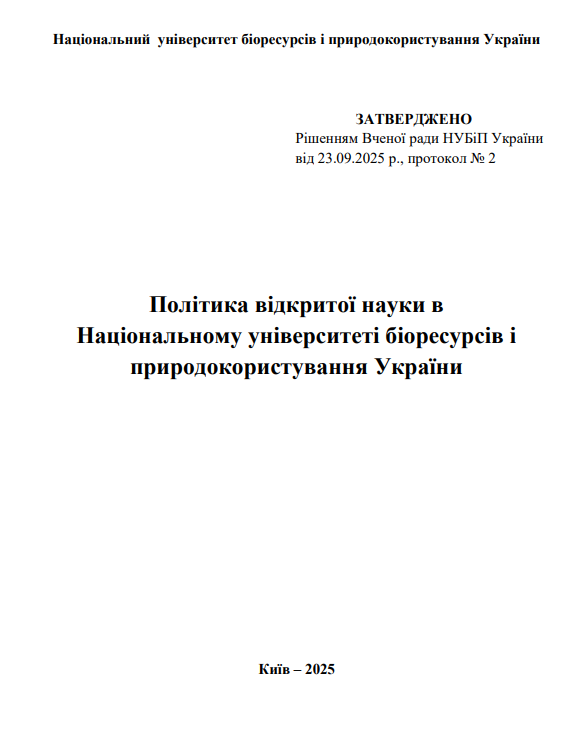 Національний університет біоресурсів і природокористування України
ЗАТВЕРДЖЕНО
Рішенням Вченої ради НУБіП України
від 23.09.2025 р., протокол № 2
Політика відкритої науки в
Національному університеті біоресурсів і
природокористування України
Київ – 2025